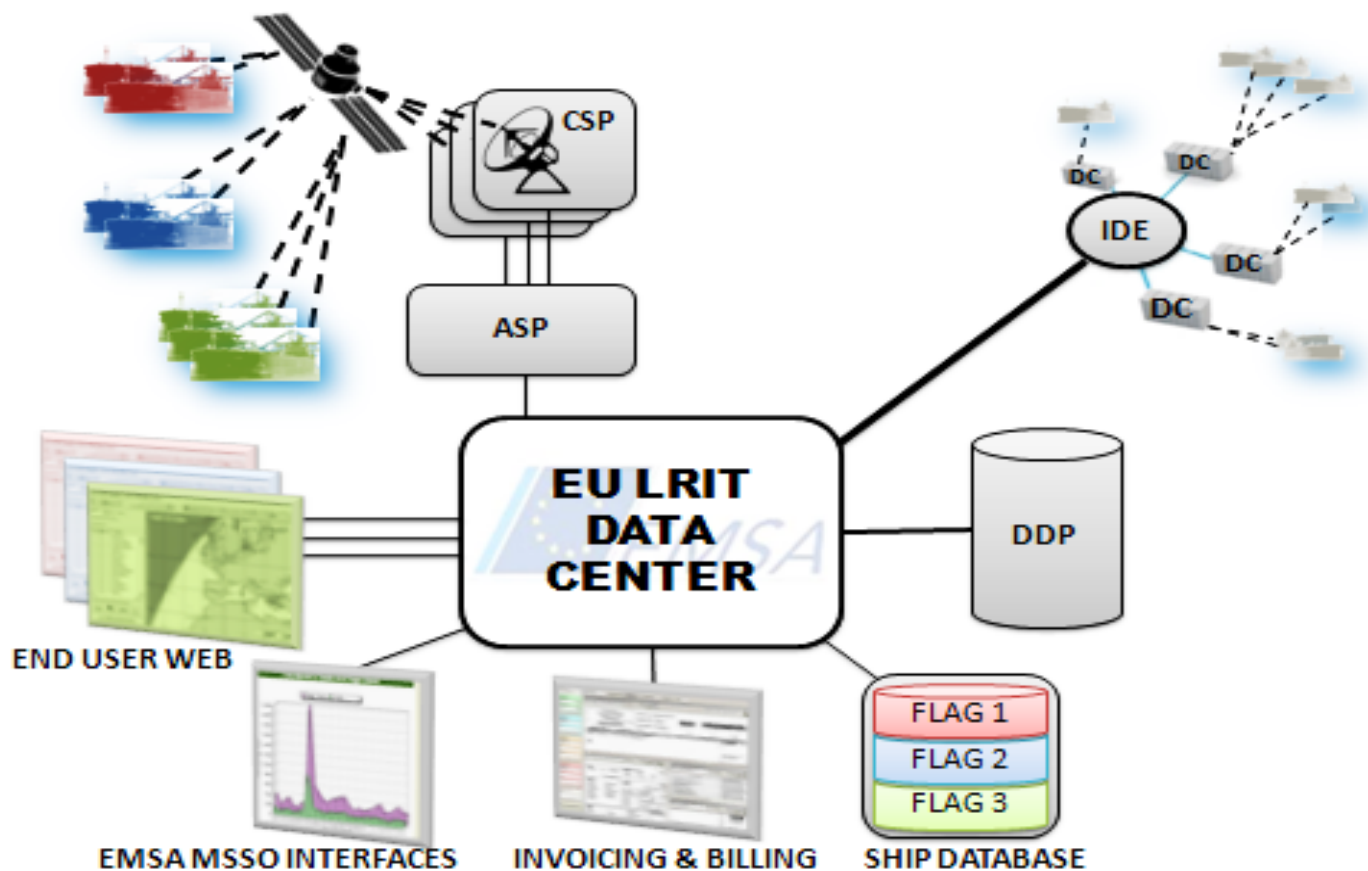 CSP
DC
DC
IDE
DC
DC
ASP
EU LRIT
DATA
CENTER
EMSA
DDP
END USER WEB
FLAG 1
FLAG 2
FLAG 3
EMSA MSSO INTERFACES
INVOICING & BILLING
SHIP DATABASE